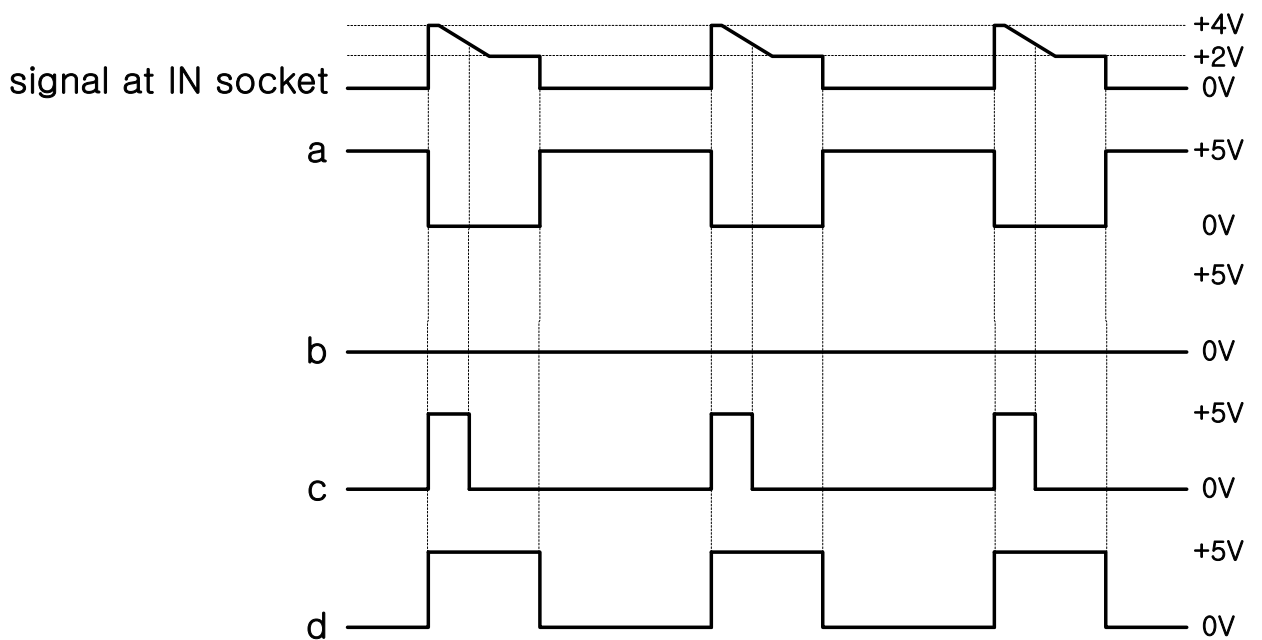 +4V
+2V
signal at IN socket 0V
a +5V
0V
+5V
b 0V
+5V
c 0V
+5V
d 0V